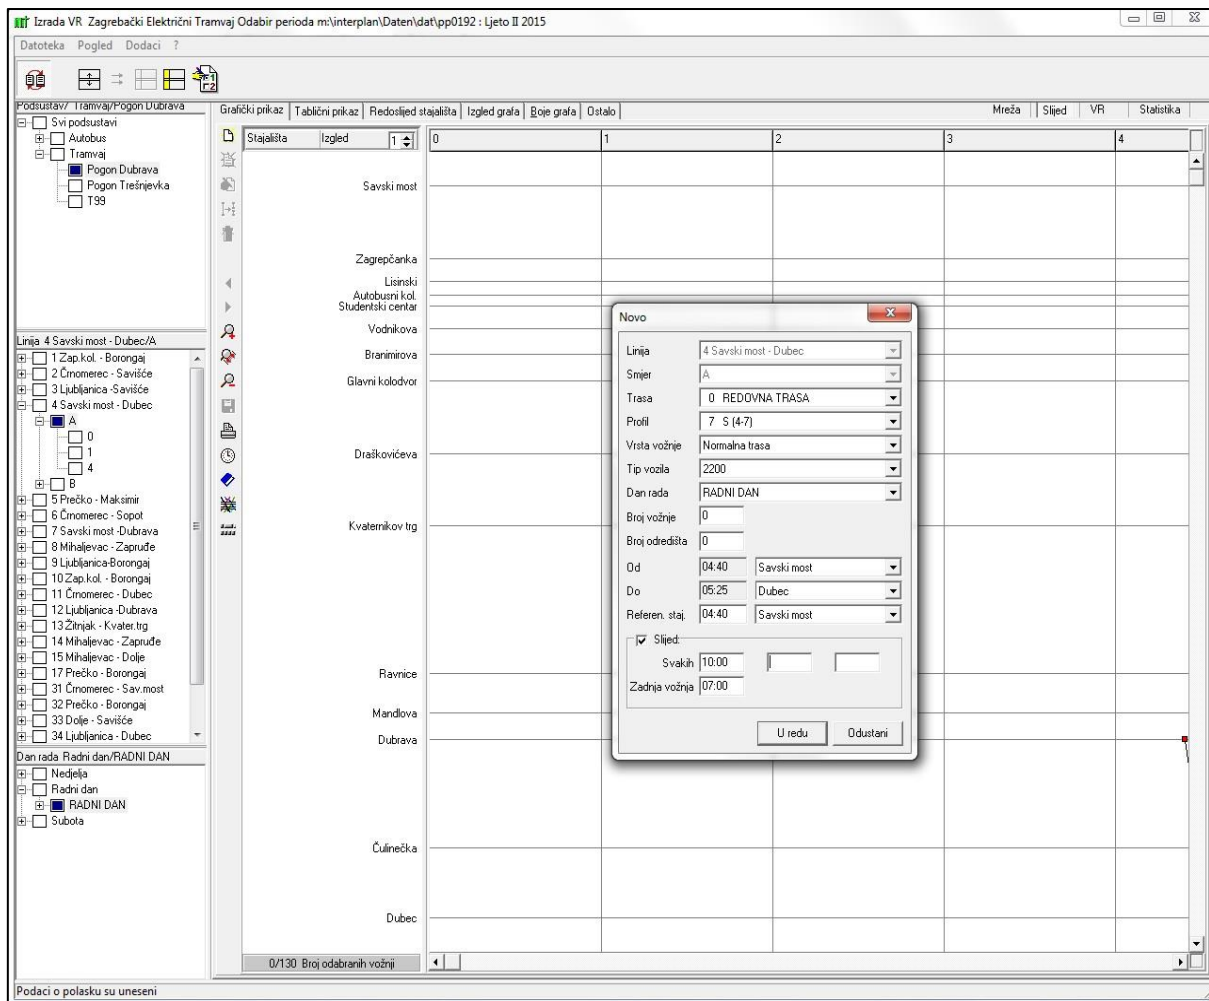 Izrada VR Zagrebački Električni Tramvaj Odabir perioda m:\interplan\Daten\dat\pp0192 : Ljeto II 2015
Datoteka Pogled Dodaci ?
Podsustav/ Tramvaj/Pogon Dubrava
Svi podsustavi
Autobus
Tramvaj
Pogon Dubrava
Pogon Trešnjevka
T99
Linija 4 Savski most - Dubec/A
1 Zap.kol. - Borongaj
2 Črnomerec - Savišće
3 Ljubljanica -Savišće
4 Savski most - Dubec
A
0
1
4
B
5 Prečko - Maksimir
6 Črnomerec - Sopot
7 Savski most -Dubrava
8 Mihaljevac - Zapruđe
9 Ljubljanica-Borongaj
10 Zap.kol. - Borongaj
11 Črnomerec - Dubec
12 Ljubljanica -Dubrava
13 Žitnjak - Kvater.trg
14 Mihaljevac - Zapruđe
15 Mihaljevac - Dolje
17 Prečko - Borongaj
31 Črnomerec - Sav.most
32 Prečko - Borongaj
33 Dolje - Savišće
34 Ljubljanica - Dubec
Dan rada Radni dan/RADNI DAN
Nedjelja
Radni dan
RADNI DAN
Subota
Grafički prikaz Tablični prikaz Redoslijed stajališta Izgled grafa Boje grafa Ostalo
Mreža Slijed VR Statistika
Stajališta Izgled 1
0 1 2 3 4
Savski most
Zagrepčanka
Lisinski
Autobusni kol.
Studentski centar
Vodnikova
Branimirova
Glavni kolodvor
Draškovićeva
Kvaternikov trg
Ravnice
Mandlova
Dubrava
Čulinečka
Dubec
0/130 Broj odabranih vožnji
Novo
Linija 4 Savski most - Dubec
Smjer A
Trasa 0 REDOVNA TRASA
Profil 7 S (4-7)
Vrsta vožnje Normalna trasa
Tip vozila 2200
Dan rada RADNI DAN
Broj vožnje 0
Broj odredišta 0
Od 04:40 Savski most
Do 05:25 Dubec
Referen. staj. 04:40 Savski most
Slijed:
Svakih 10:00
Zadnja vožnja 07:00
U redu Odustani
Podaci o polasku su uneseni